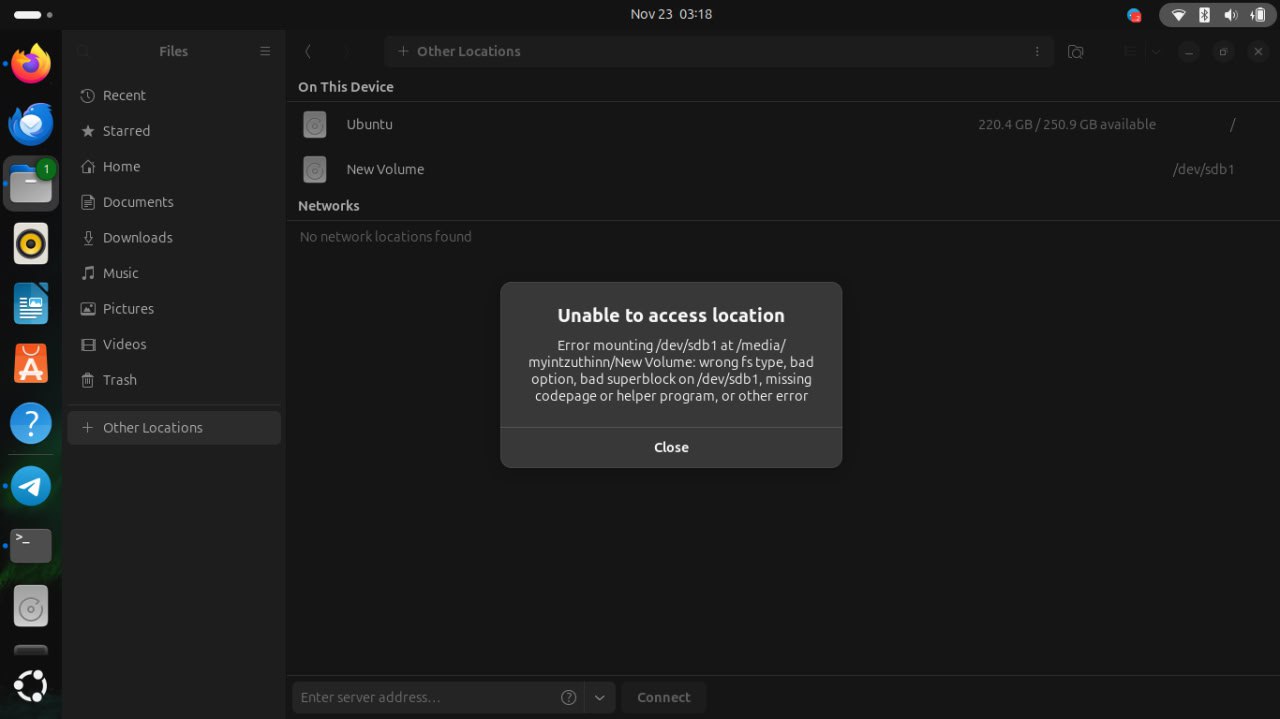 Nov 23 03:18
Files
Other Locations
On This Device
Recent
Starred
Home
Documents
Downloads
Music
Pictures
Videos
Trash
Other Locations
Ubuntu
220.4 GB / 250.9 GB available
/
New Volume
/dev/sdb1
Networks
No network locations found
Unable to access location
Error mounting /dev/sdb1 at /media/
myintzuthinn/New Volume: wrong fs type, bad
option, bad superblock on /dev/sdb1, missing
codepage or helper program, or other error
Close
Enter server address...
Connect
1
>_
?
?